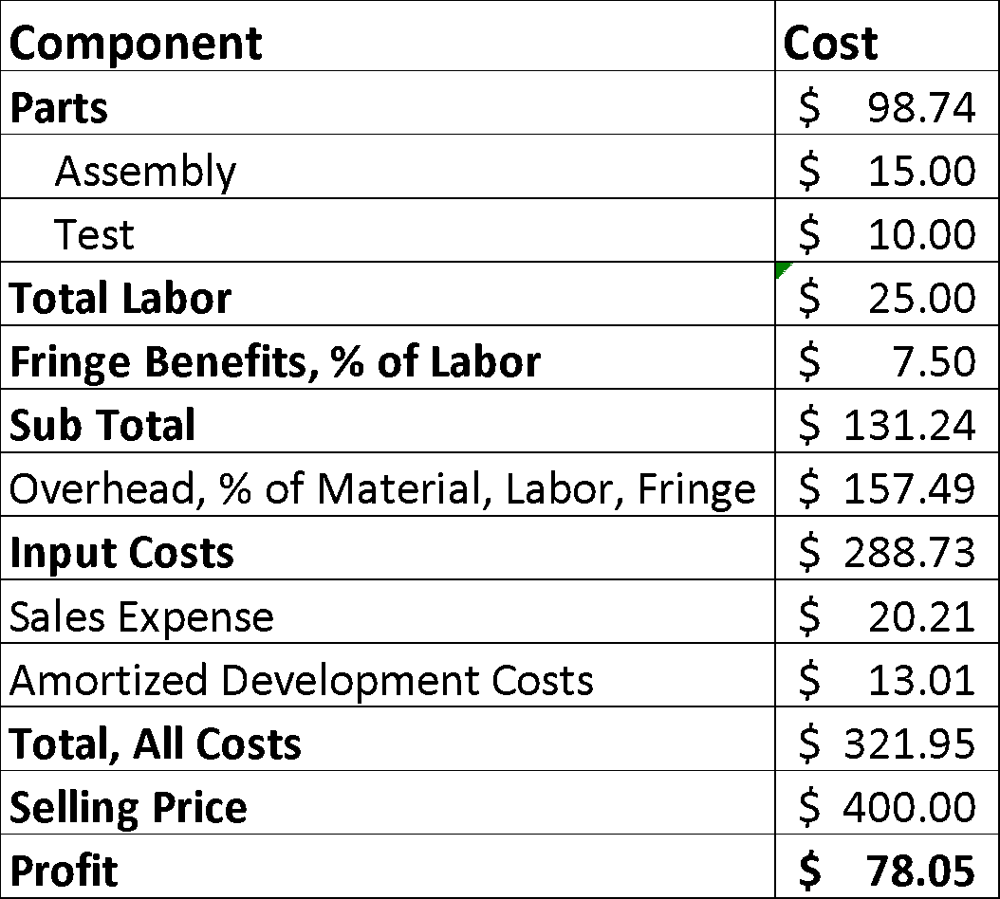 Component Cost
Parts $ 98.74
Assembly $ 15.00
Test $ 10.00
Total Labor $ 25.00
Fringe Benefits, % of Labor $ 7.50
Sub Total $ 131.24
Overhead, % of Material, Labor, Fringe $ 157.49
Input Costs $ 288.73
Sales Expense $ 20.21
Amortized Development Costs $ 13.01
Total, All Costs $ 321.95
Selling Price $ 400.00
Profit $ 78.05